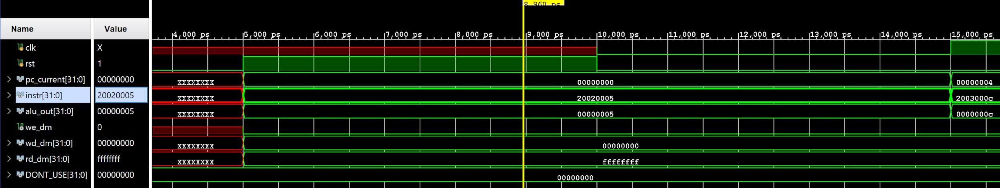 8,960 ps
Name Value
4,000 ps 5,000 ps 6,000 ps 7,000 ps 8,000 ps 9,000 ps 10,000 ps 11,000 ps 12,000 ps 13,000 ps 14,000 ps 15,000 ps
clk X
rst 1
pc_current[31:0] 00000000 XXXXXXXX 00000000 00000004
instr[31:0] 20020005 XXXXXXXX 20020005 2003000c
alu_out[31:0] 00000005 XXXXXXXX 00000005 0000000c
we_dm 0
wd_dm[31:0] 00000000 XXXXXXXX 00000000
rd_dm[31:0] ffffffff XXXXXXXX ffffffff
DONT_USE[31:0] 00000000 00000000